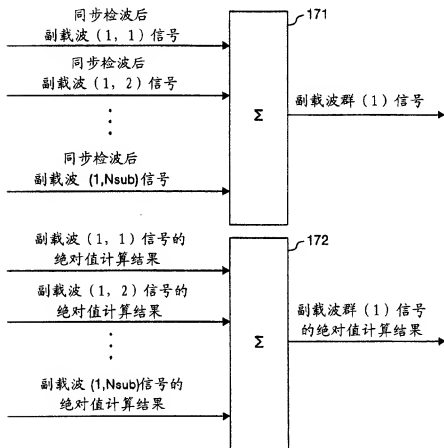 同步检波后
副载波（1，1）信号
同步检波后
副载波（1，2）信号
同步检波后
副载波 (1,Nsub)信号
171
Σ
副载波群（1）信号
副载波（1，1）信号的
绝对值计算结果
副载波（1，2）信号的
绝对值计算结果
副载波 (1,Nsub)信号的
绝对值计算结果
172
Σ
副载波群（1）信号
的绝对值计算结果